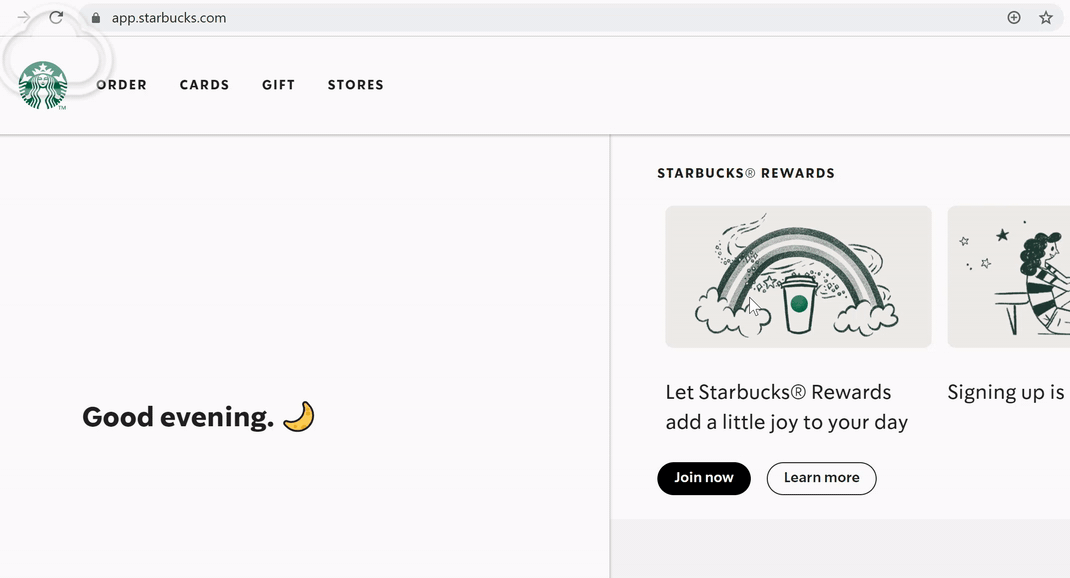 app.starbucks.com
ORDER CARDS GIFT STORES
TM
STARBUCKS® REWARDS
Good evening. 🌙
Let Starbucks® Rewards
add a little joy to your day
Signing up is
Join now
Learn more